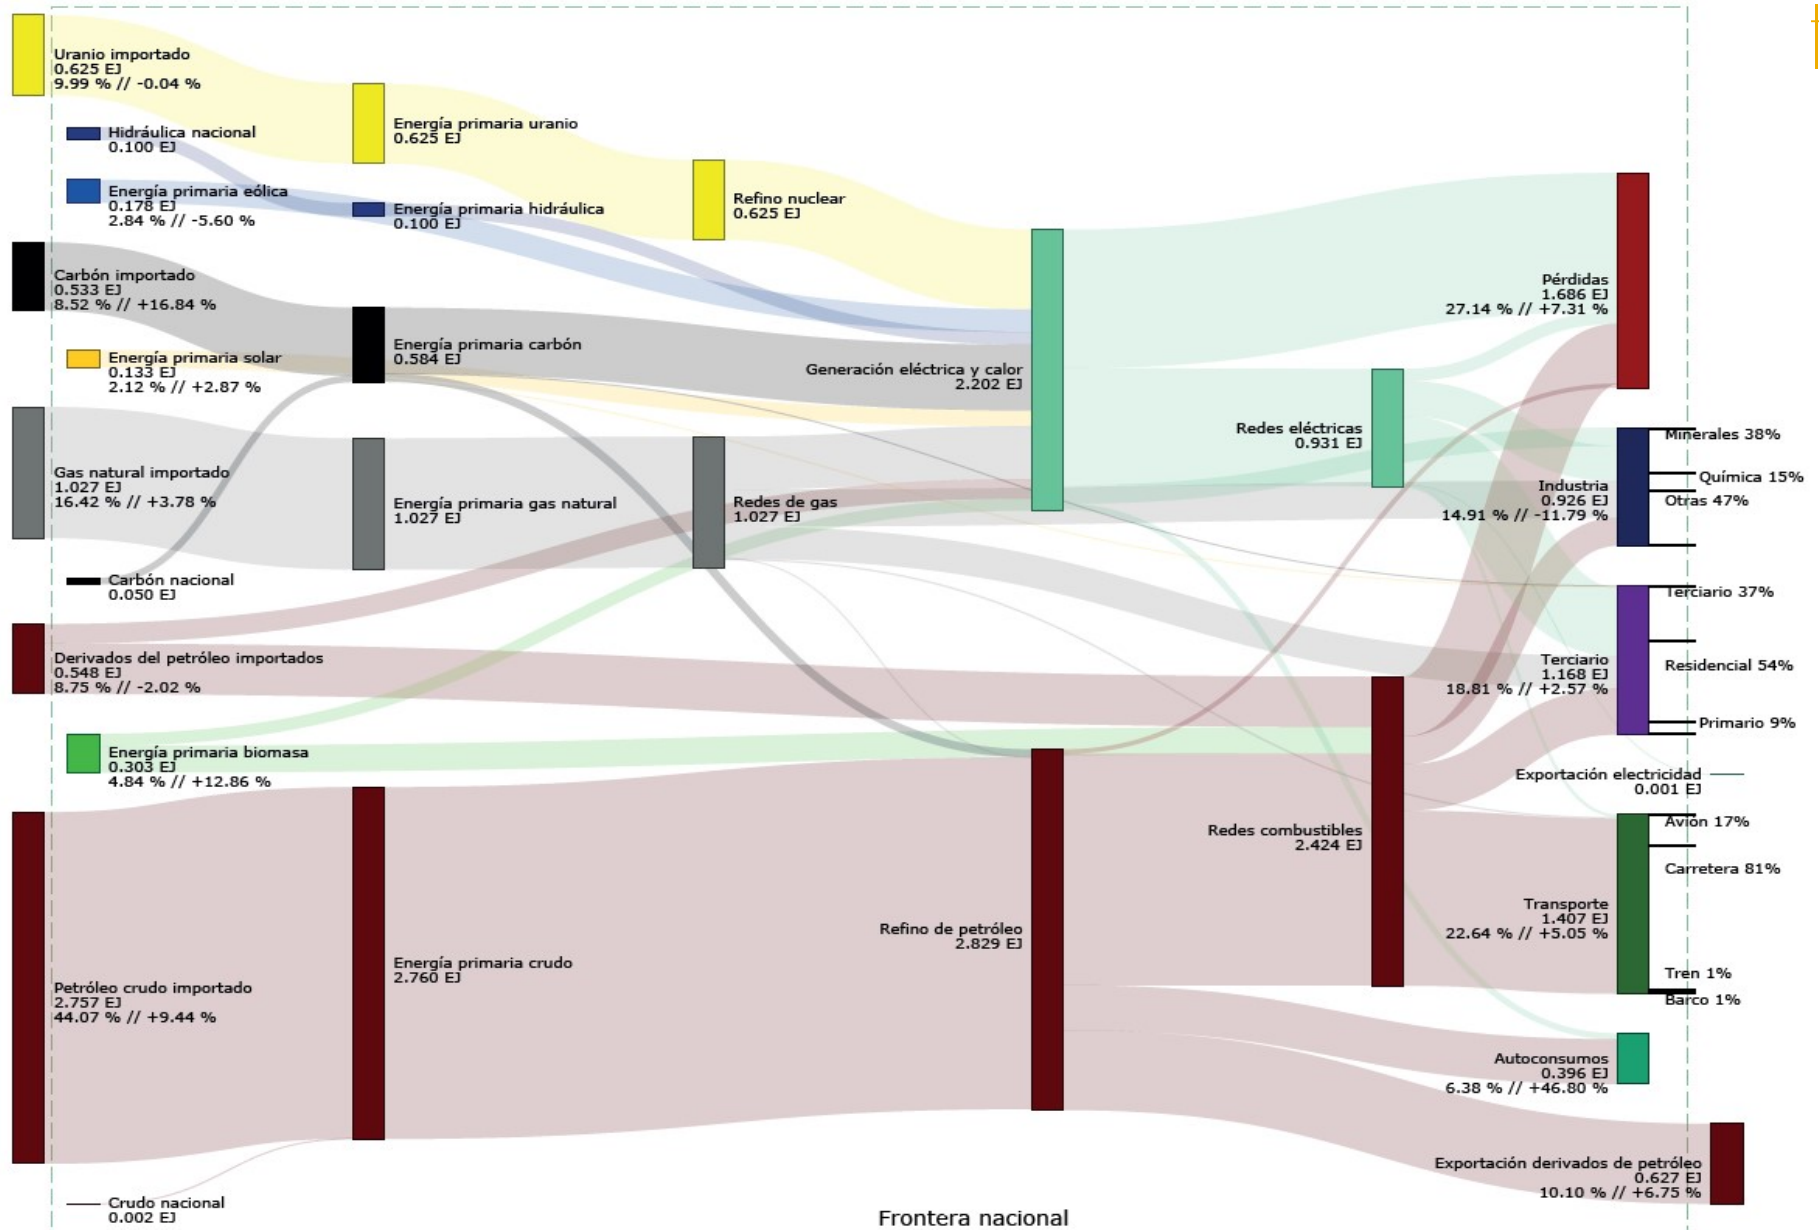 Uranio importado
0.625 EJ
9.99 % // -0.04 %
Hidráulica nacional
0.100 EJ
Energía primaria eólica
0.178 EJ
2.84 % // -5.60 %
Carbón importado
0.533 EJ
8.52 % // +16.84 %
Energía primaria solar
0.133 EJ
2.12 % // +2.87 %
Gas natural importado
1.027 EJ
16.42 % // +3.78 %
Carbón nacional
0.050 EJ
Derivados del petróleo importados
0.548 EJ
8.75 % // -2.02 %
Energía primaria biomasa
0.303 EJ
4.84 % // +12.86 %
Petróleo crudo importado
2.757 EJ
44.07 % // +9.44 %
Crudo nacional
0.002 EJ
Energía primaria uranio
0.625 EJ
Energía primaria hidráulica
0.100 EJ
Energía primaria carbón
0.584 EJ
Energía primaria gas natural
1.027 EJ
Energía primaria crudo
2.760 EJ
Refino nuclear
0.625 EJ
Redes de gas
1.027 EJ
Generación eléctrica y calor
2.202 EJ
Refino de petróleo
2.829 EJ
Redes eléctricas
0.931 EJ
Redes combustibles
2.424 EJ
Pérdidas
1.686 EJ
27.14 % // +7.31 %
Industria
0.926 EJ
14.91 % // -11.79 %
Minerales 38%
Química 15%
Otras 47%
Terciario
1.168 EJ
18.81 % // +2.57 %
Terciario 37%
Residencial 54%
Primario 9%
Exportación electricidad
0.001 EJ
Transporte
1.407 EJ
22.64 % // +5.05 %
Avión 17%
Carretera 81%
Tren 1%
Barco 1%
Autoconsumos
0.396 EJ
6.38 % // +46.80 %
Exportación derivados de petróleo
0.627 EJ
10.10 % // +6.75 %
Frontera nacional